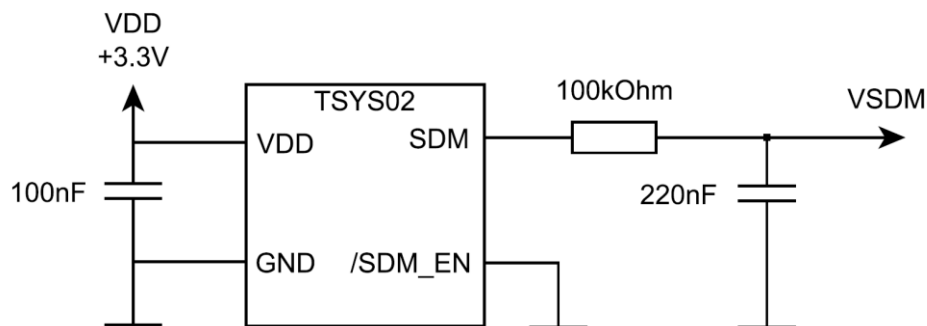 VDD
+3.3V
TSYS02
100kOhm
VSDM
VDD
SDM
100nF
220nF
GND
/SDM_EN